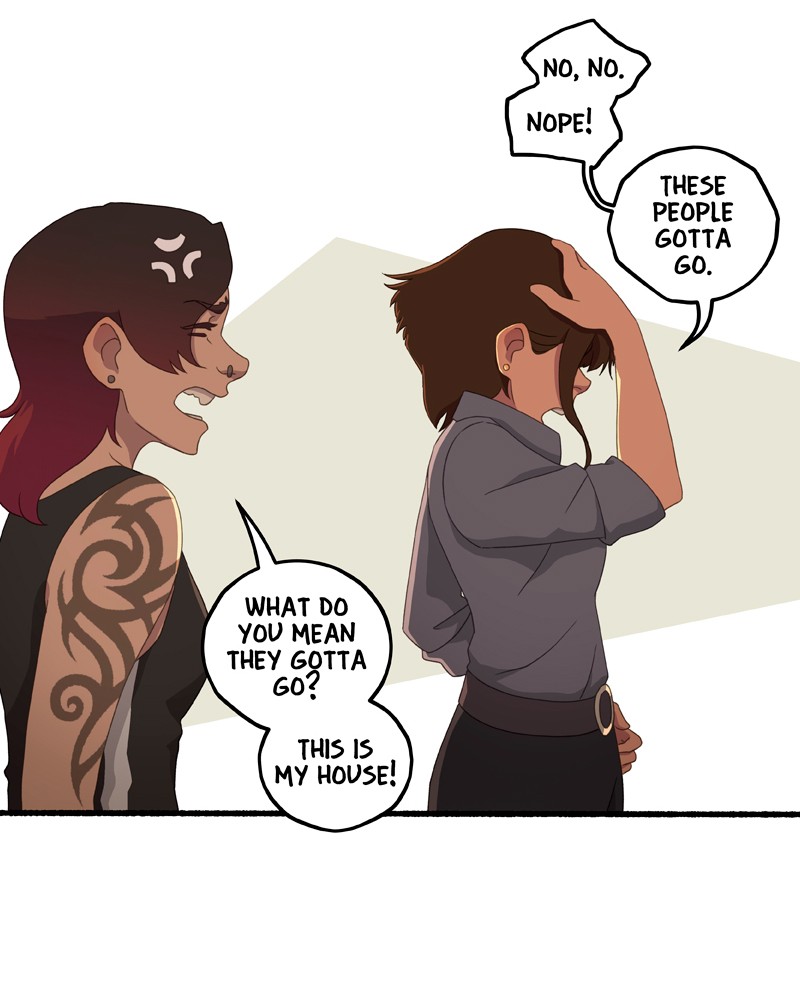 NO, NO.
NOPE!
THESE
PEOPLE
GOTTA
GO.
WHAT DO
YOU MEAN
THEY GOTTA
GO?
THIS IS
MY HOUSE!